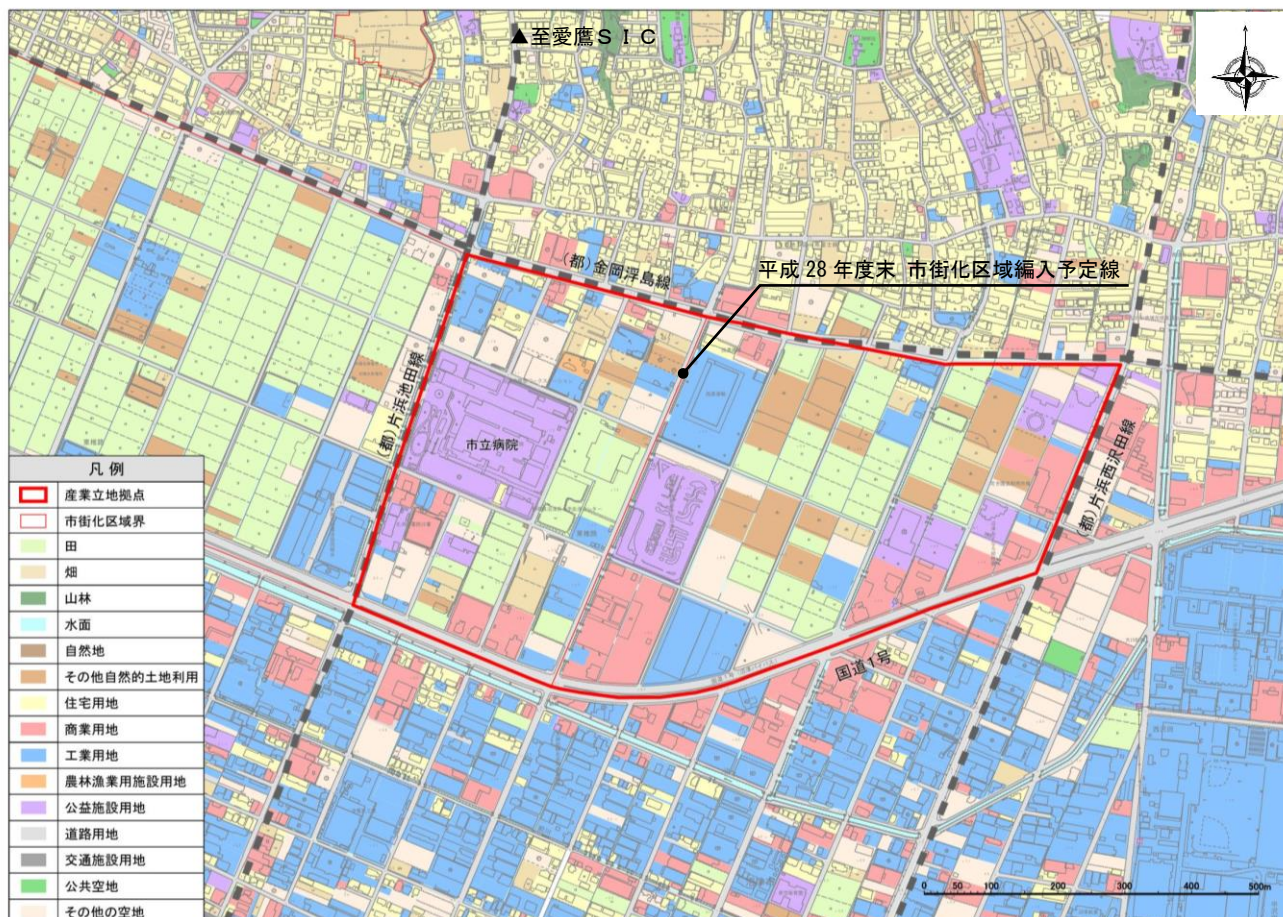 ▲至愛鷹SIC
(都)金岡浮島線
平成28年度末 市街化区域編入予定線
(都)片浜池田線
市立病院
(都)片浜西沢田線
国道1号
凡例
産業立地拠点
市街化区域界
田
畑
山林
水面
自然地
その他自然的土地利用
住宅用地
商業用地
工業用地
農林漁業用施設用地
公益施設用地
道路用地
交通施設用地
公共空地
その他の空地
0 50 100 200 300 400 500m